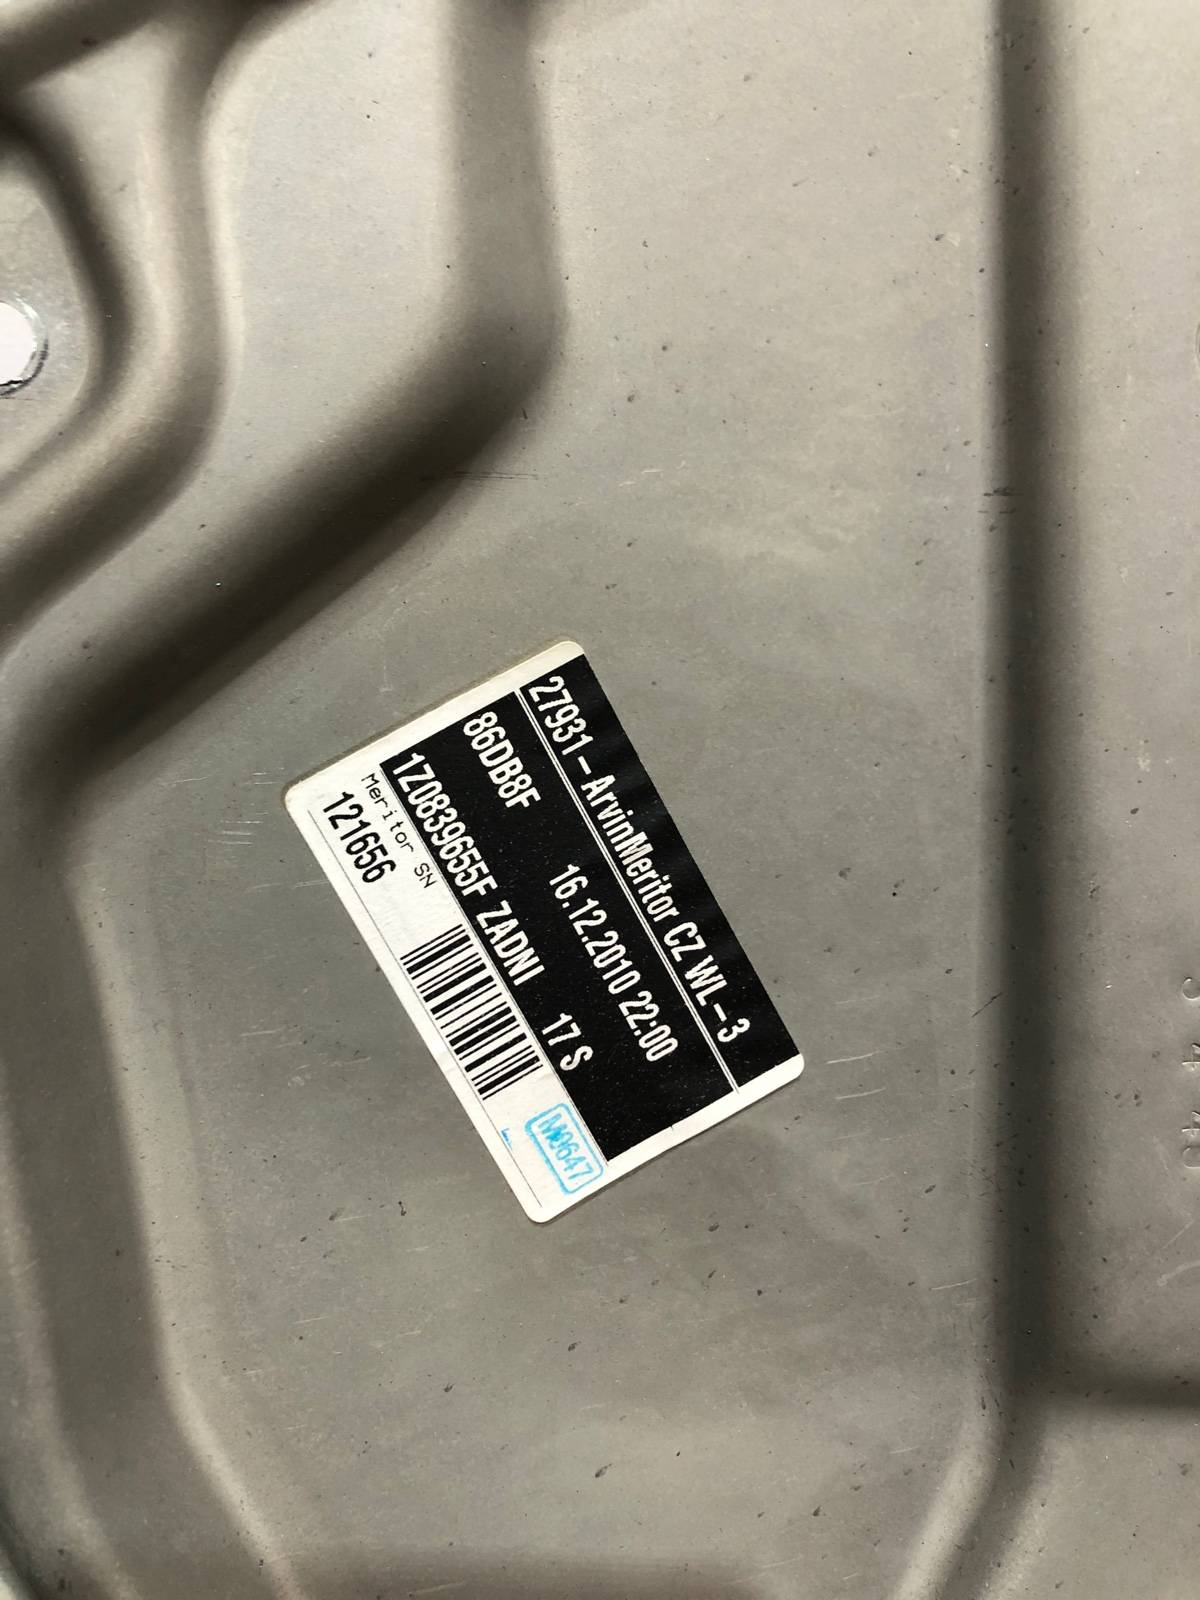 27931-ArvinMeritor CZ WL-3
86DB8F 16.12.2010 22:00
1Z0839655F ZADNI 17 S
Meritor SN
121656
M0647